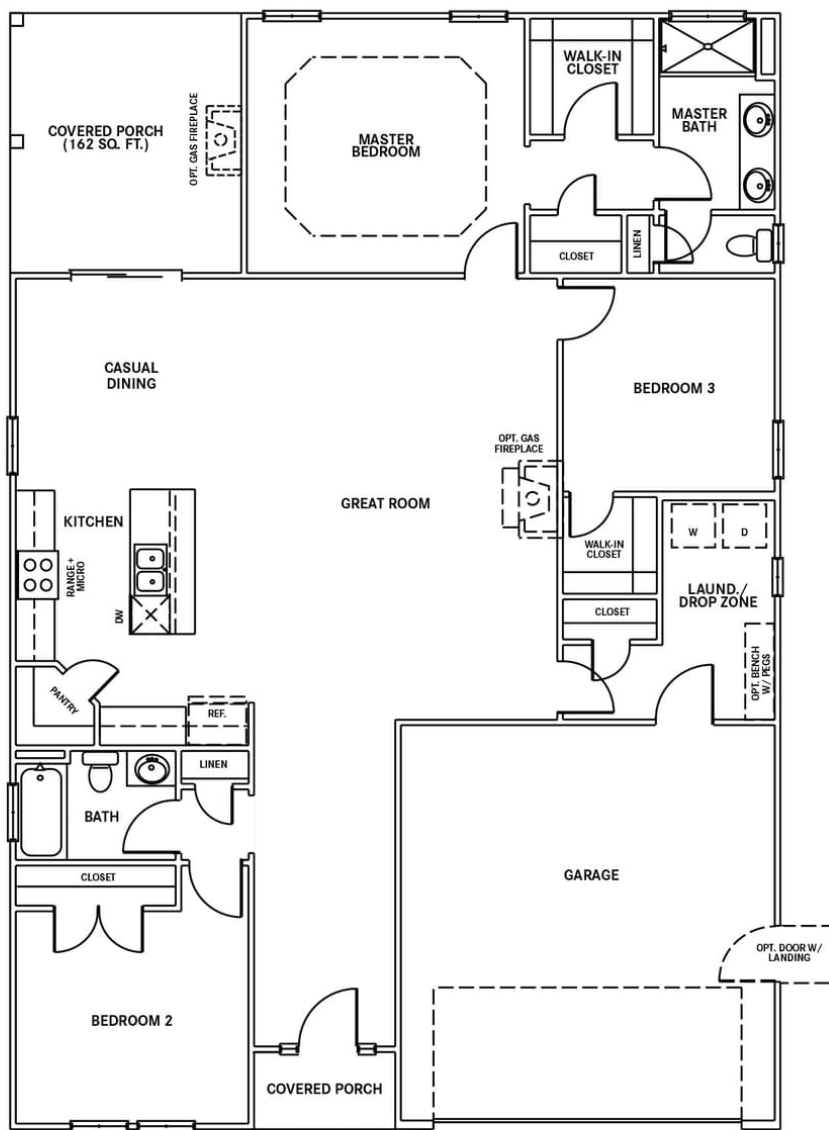 WALK-IN
CLOSET
COVERED PORCH
(162 SQ. FT.)
OPT. GAS FIREPLACE
MASTER
BEDROOM
MASTER
BATH
CLOSET
LINEN
CASUAL
DINING
BEDROOM 3
OPT. GAS
FIREPLACE
GREAT ROOM
KITCHEN
RANGE +
MICRO
DW
W
D
WALK-IN
CLOSET
LAUND./
DROP ZONE
CLOSET
OPT. BENCH
W/ PEGS
PANTRY
REF.
LINEN
BATH
CLOSET
GARAGE
OPT. DOOR W/
LANDING
BEDROOM 2
COVERED PORCH